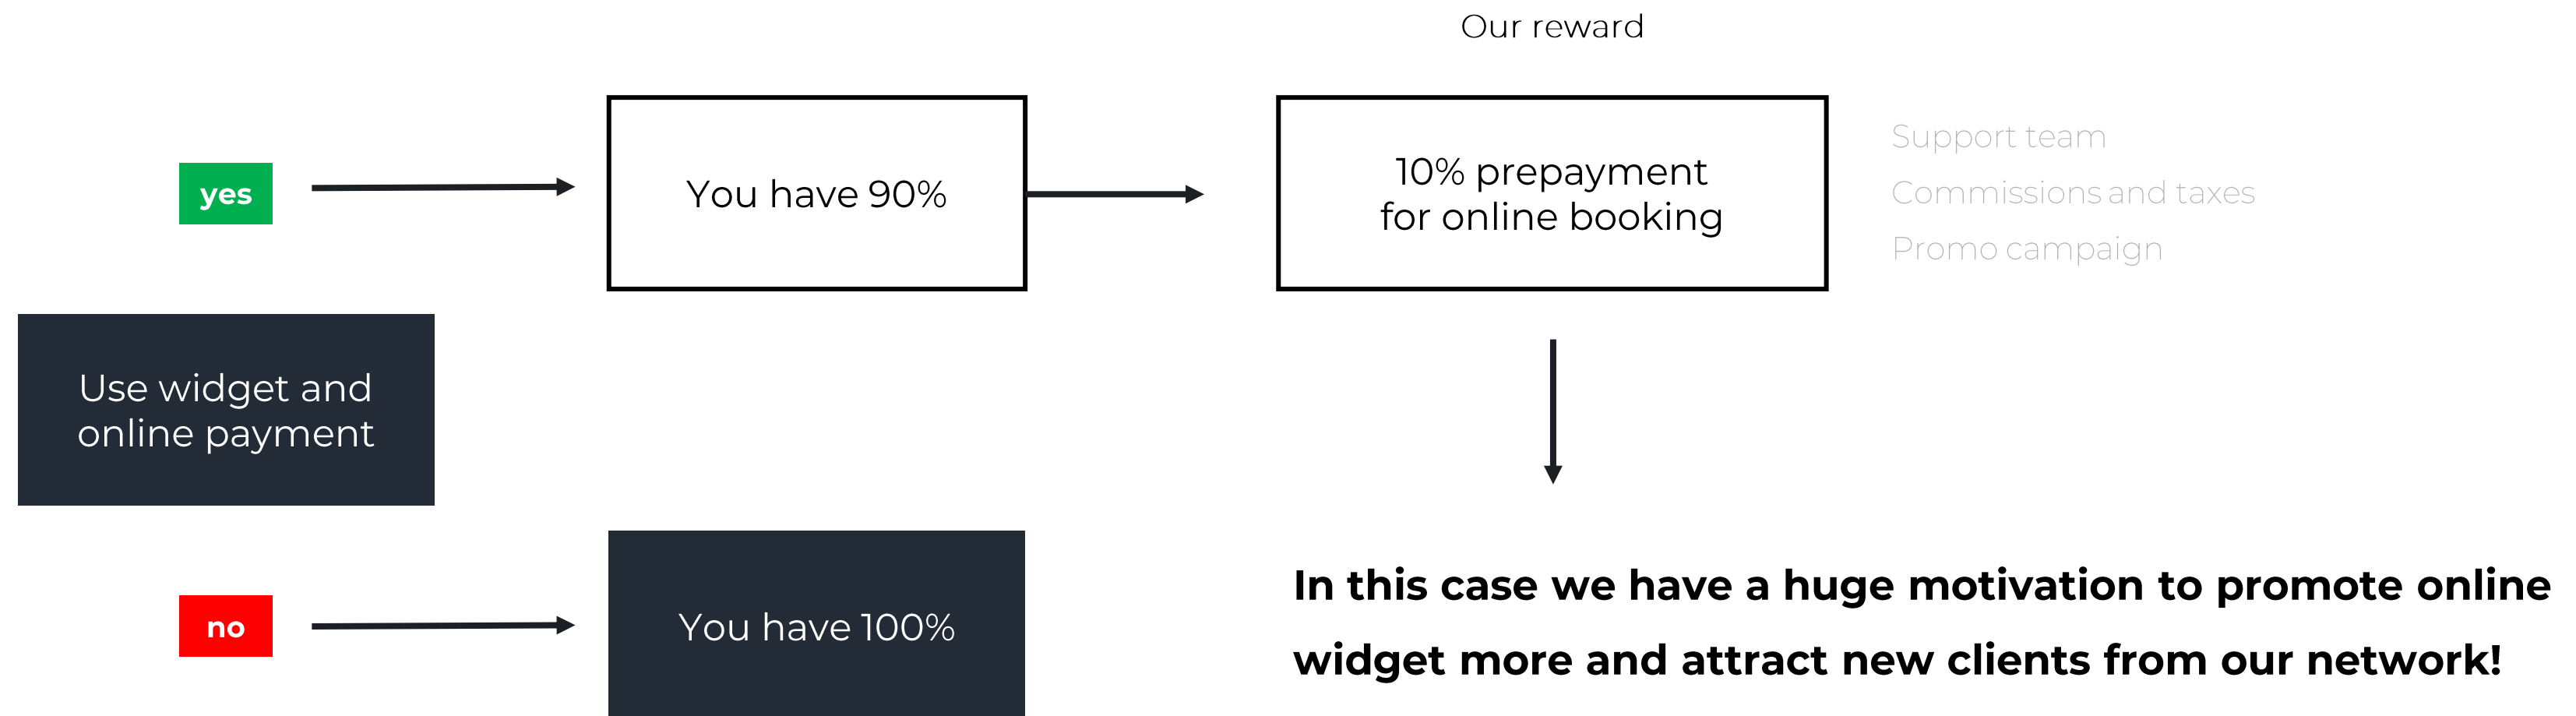 Our reward
yes
You have 90%
10% prepayment
for online booking
Support team
Commissions and taxes
Promo campaign
Use widget and
online payment
no
You have 100%
In this case we have a huge motivation to promote online
widget more and attract new clients from our network!